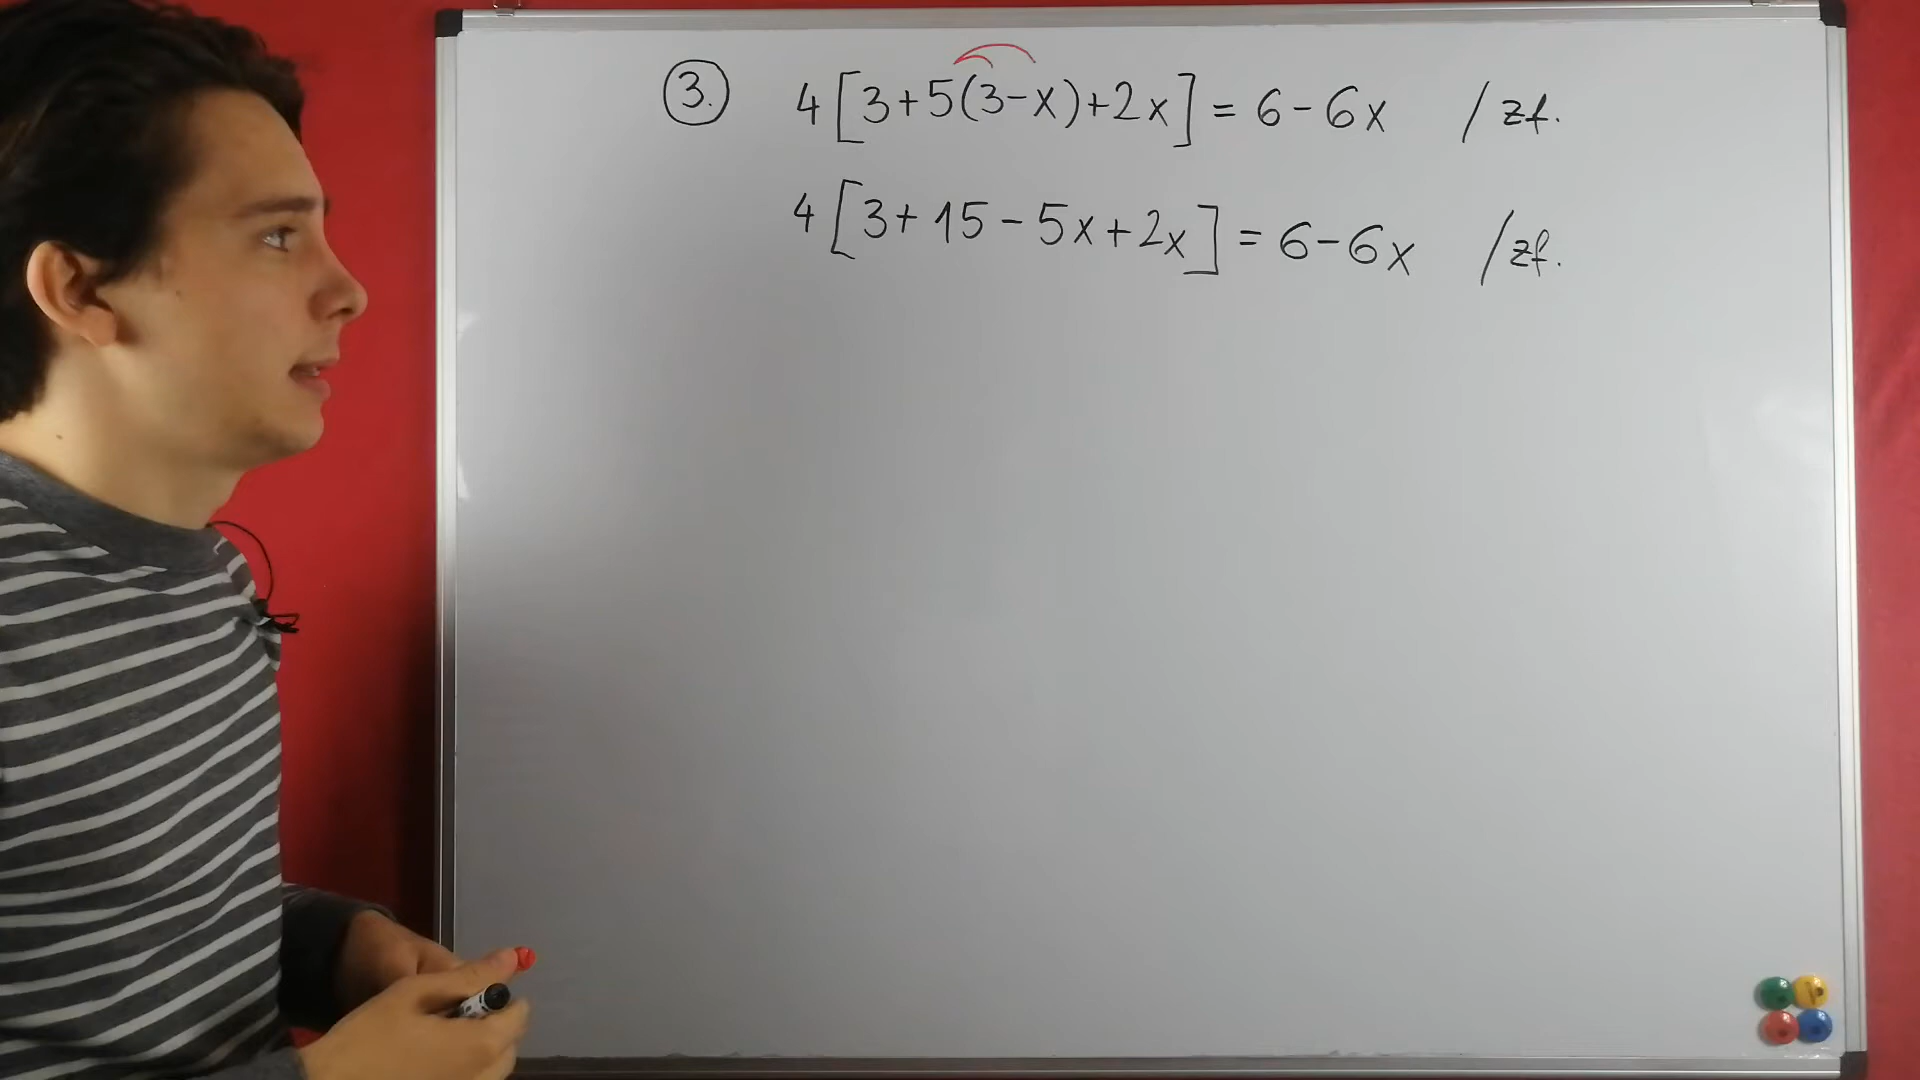 3. 4[3+5(3-x)+2x] = 6-6x /zf.
4[3+15-5x+2x] = 6-6x /zf.